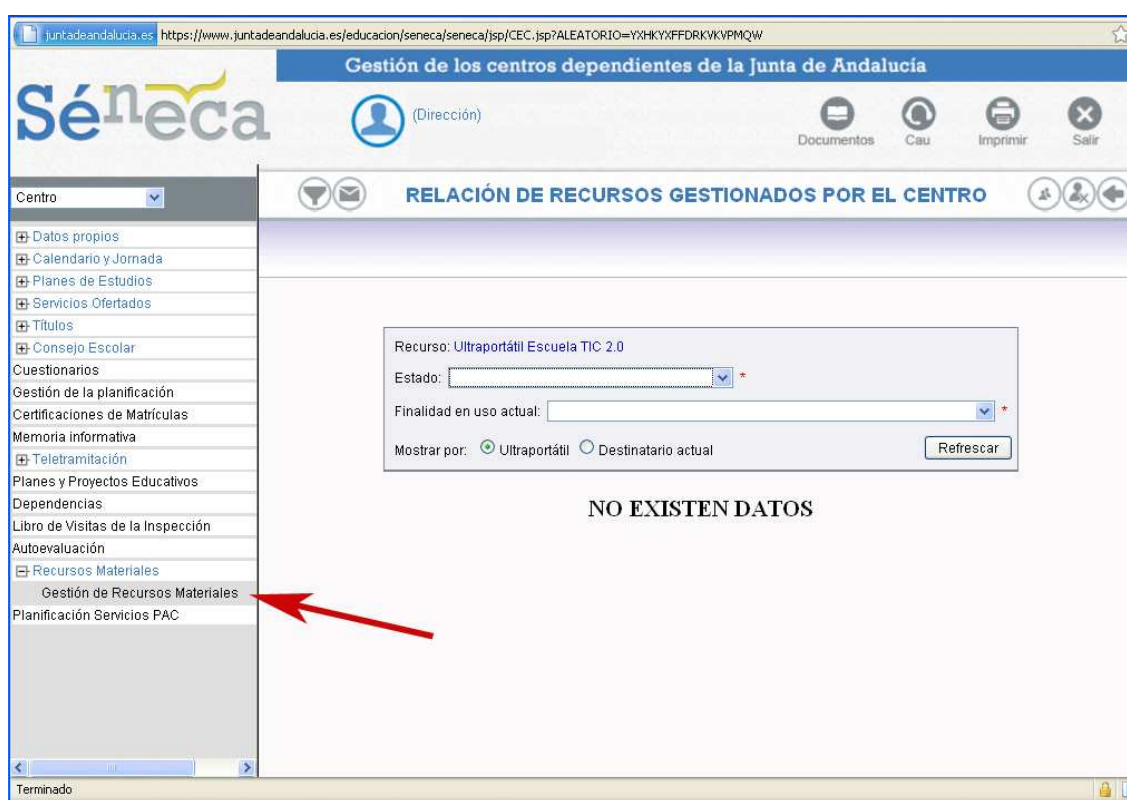 juntadeandalucia.es https://www.juntadeandalucia.es/educacion/seneca/seneca/jsp/CEC.jsp?ALEATORIO=YXHKYXFFDRKVKVPMQW
Gestión de los centros dependientes de la Junta de Andalucía
Séneca
(Dirección)
Documentos Cau Imprimir Salir
Centro
RELACIÓN DE RECURSOS GESTIONADOS POR EL CENTRO
Datos propios
Calendario y Jornada
Planes de Estudios
Servicios Ofertados
Títulos
Consejo Escolar
Cuestionarios
Gestión de la planificación
Certificaciones de Matrículas
Memoria informativa
Teletramitación
Planes y Proyectos Educativos
Dependencias
Libro de Visitas de la Inspección
Autoevaluación
Recursos Materiales
Gestión de Recursos Materiales
Planificación Servicios PAC
Recurso: Ultraportátil Escuela TIC 2.0
Estado: *
Finalidad en uso actual: *
Mostrar por: Ultraportátil Destinatario actual Refrescar
NO EXISTEN DATOS
Terminado